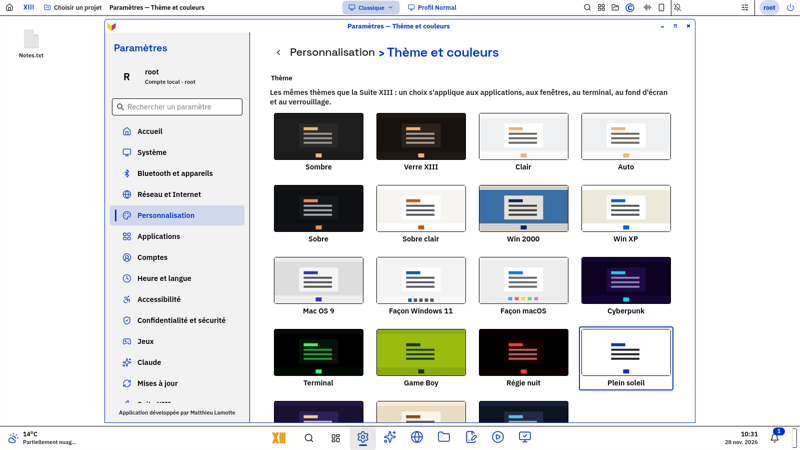 XIII
Choisir un projet
Thème et couleurs
Classique
Profil Normal
root
Notes.txt
Paramètres — Thème et couleurs
Paramètres
R
root
Compte local · root
Rechercher un paramètre
Accueil
Système
Bluetooth et appareils
Réseau et Internet
Personnalisation
Applications
Comptes
Heure et langue
Accessibilité
Confidentialité et sécurité
Jeux
Claude
Mises à jour
Application développée par Matthieu Lamotte
Personnalisation > Thème et couleurs
Thème
Les mêmes thèmes que la Suite XIII : un choix s'applique aux applications, aux fenêtres, au terminal, au fond d'écran
et au verrouillage.
Sombre
Verre XIII
Clair
Auto
Sobre
Sobre clair
Win 2000
Win XP
Mac OS 9
Façon Windows 11
Façon macOS
Cyberpunk
Terminal
Game Boy
Régie nuit
Plein soleil
14°C
Partiellement nuag...
XIII
10:31
28 nov. 2026
1